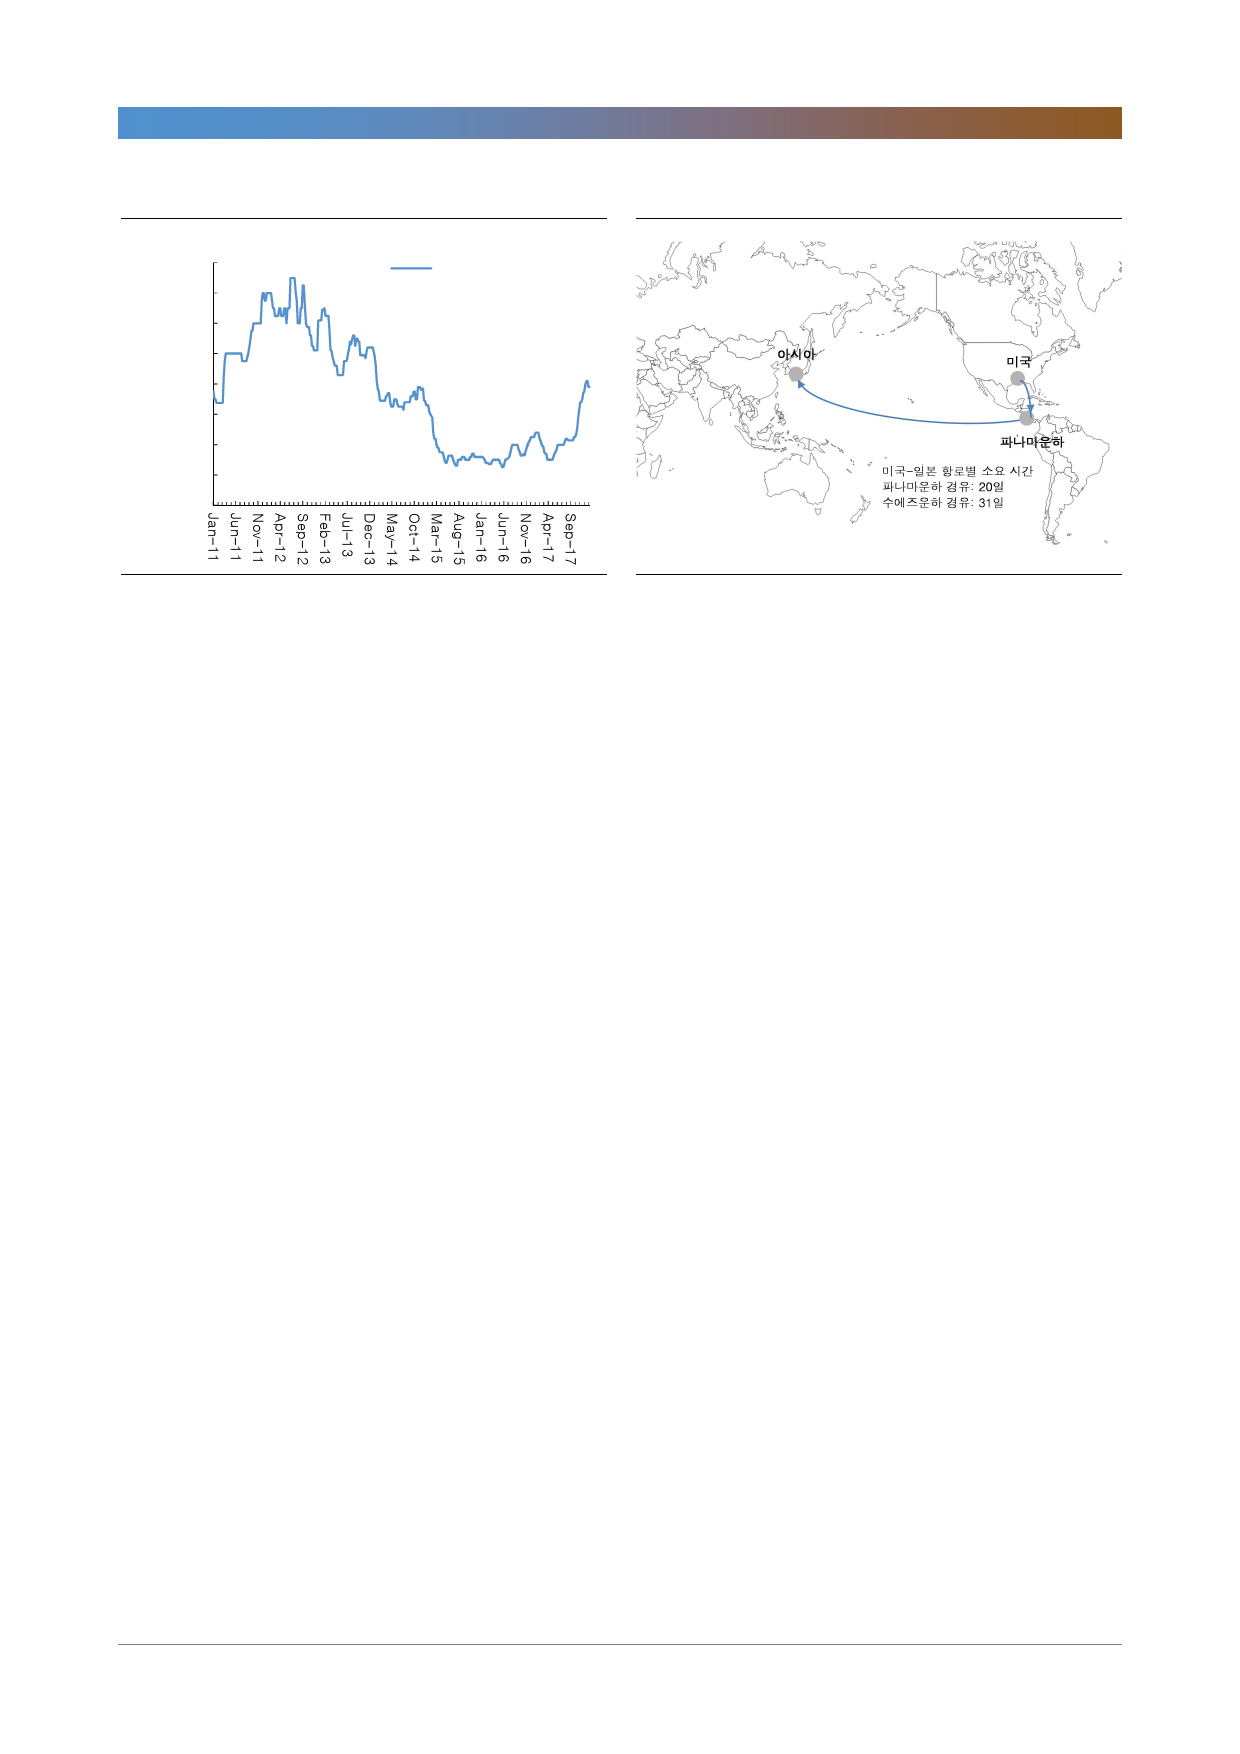 Jan-11
Jun-11
Nov-11
Apr-12
Sep-12
Feb-13
Jul-13
Dec-13
May-14
Oct-14
Mar-15
Aug-15
Jan-16
Jun-16
Nov-16
Apr-17
Sep-17
아시아
미국
파나마운하
미국-일본 항로별 소요 시간
파나마운하 경유: 20일
수에즈운하 경유: 31일